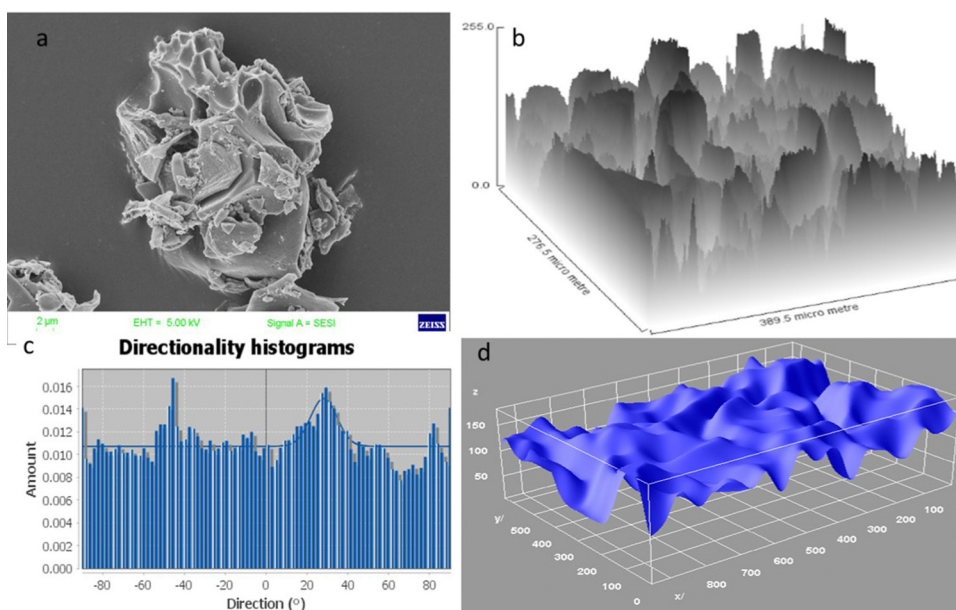 a
2 µm
EHT = 5.00 kV
Signal A = SESI
ZEISS
b
255.0
0.0
276.5 micro metre
389.5 micro metre
c
Directionality histograms
Amount
0.016
0.014
0.012
0.010
0.008
0.006
0.004
0.002
0.000
-80
-60
-40
-20
0
20
40
60
80
Direction (°)
d
z
150
100
50
y/
500
400
300
200
100
0
x/
800
700
600
500
400
300
200
100